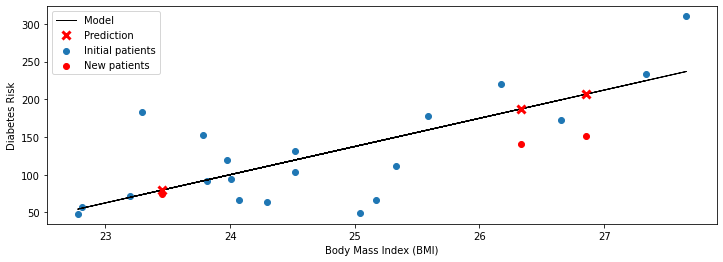 300
250
200
150
100
50
Diabetes Risk
Model
Prediction
Initial patients
New patients
23
24
25
26
27
Body Mass Index (BMI)